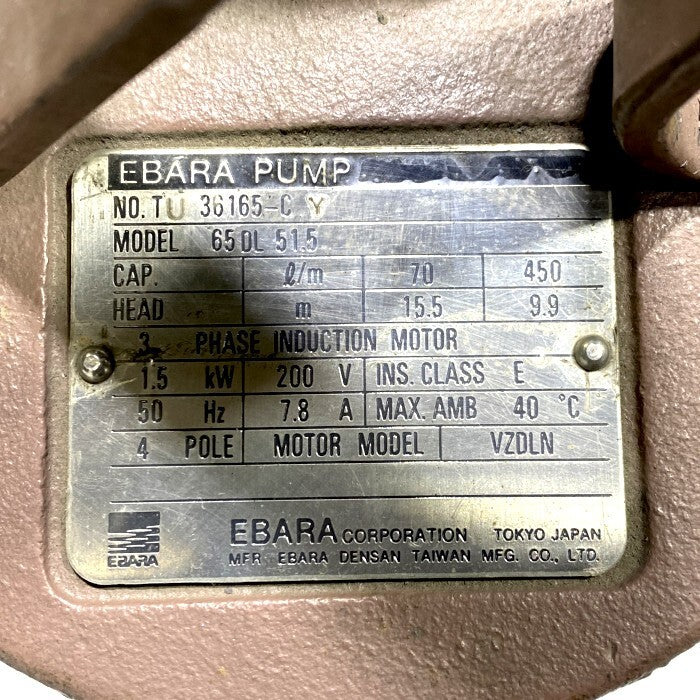 EBARA PUMP
NO. TU 36165-C Y
MODEL 65 DL 51.5
CAP. ℓ/m 70 450
HEAD m 15.5 9.9
3 PHASE INDUCTION MOTOR
1.5 kW 200 V INS. CLASS E
50 Hz 7.8 A MAX. AMB 40 °C
4 POLE MOTOR MODEL VZDLN
EBARA CORPORATION TOKYO JAPAN
MFR EBARA DENSAN TAIWAN MFG. CO., LTD.
EBARA